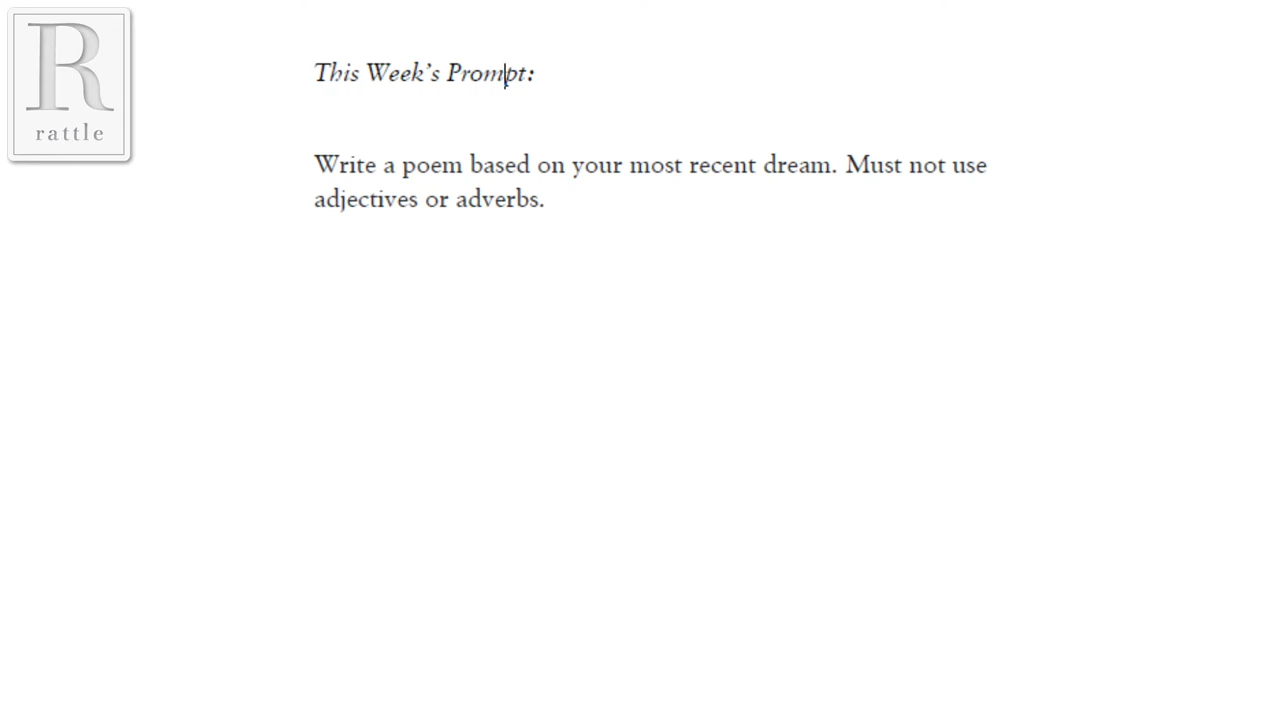 R
rattle
This Week's Prompt:
Write a poem based on your most recent dream. Must not use
adjectives or adverbs.